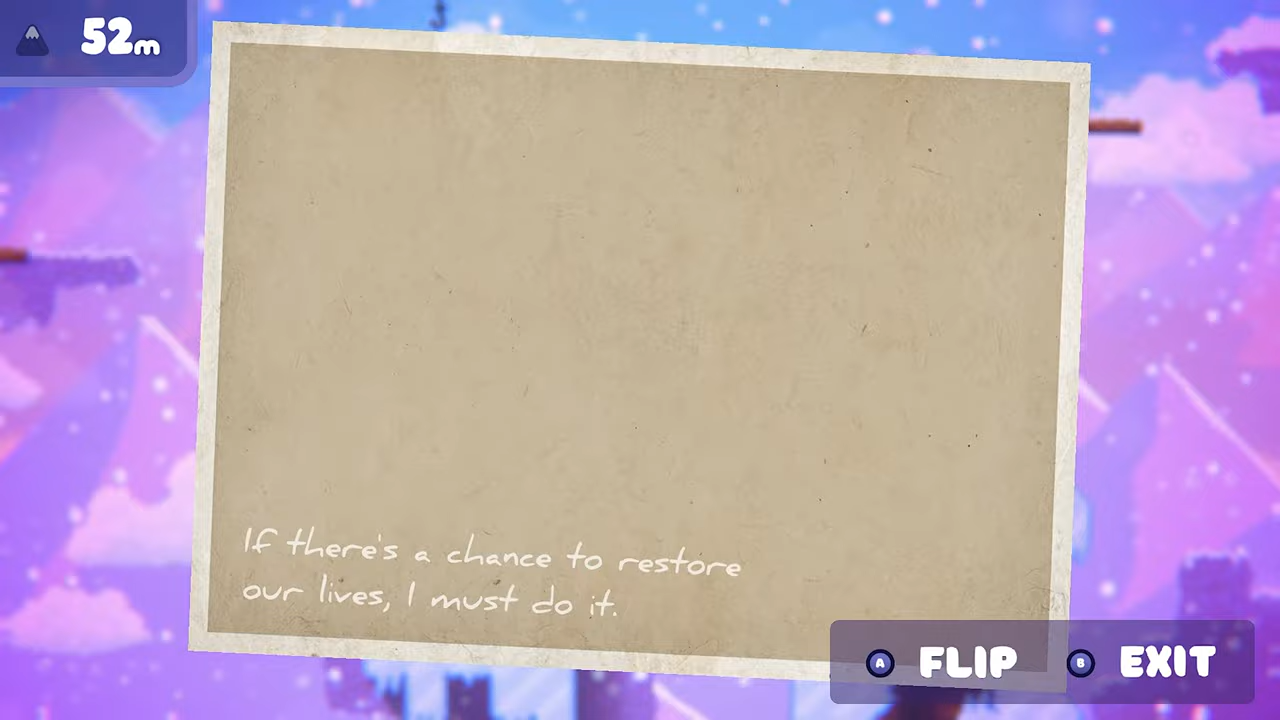 52m
If there's a chance to restore
our lives, I must do it.
A FLIP B EXIT